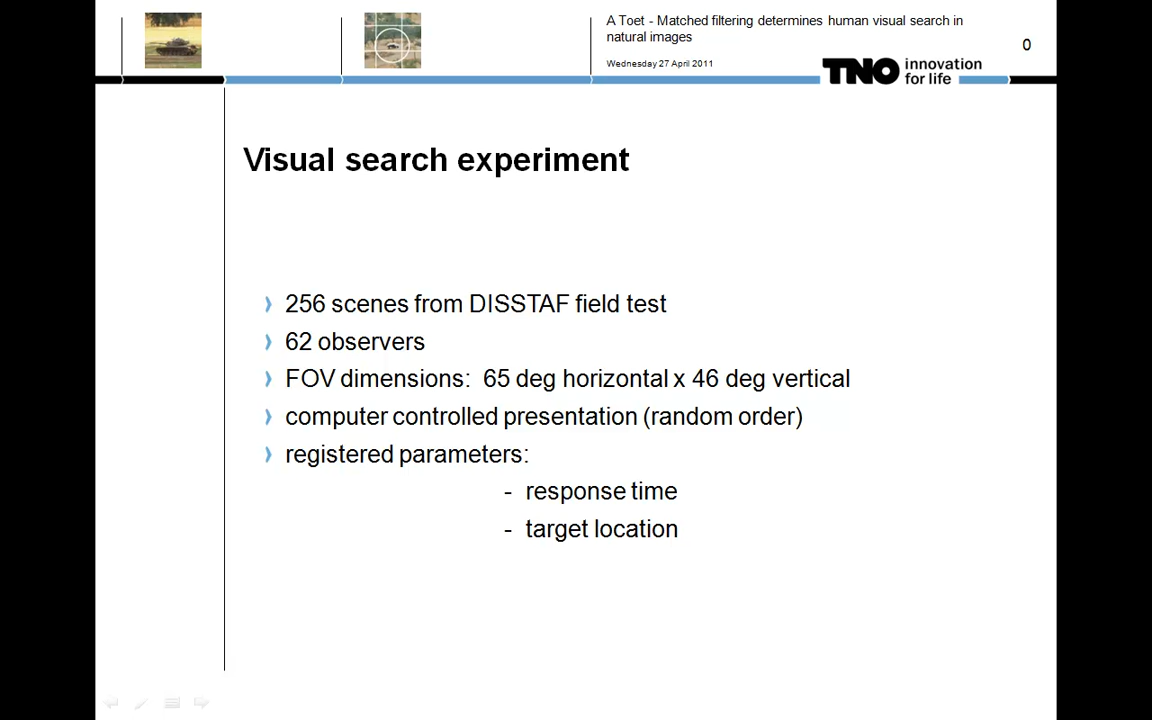 A Toet - Matched filtering determines human visual search in
natural images
Wednesday 27 April 2011
0
TNO innovation
for life
Visual search experiment
256 scenes from DISSTAF field test
62 observers
FOV dimensions: 65 deg horizontal x 46 deg vertical
computer controlled presentation (random order)
registered parameters:
- response time
- target location